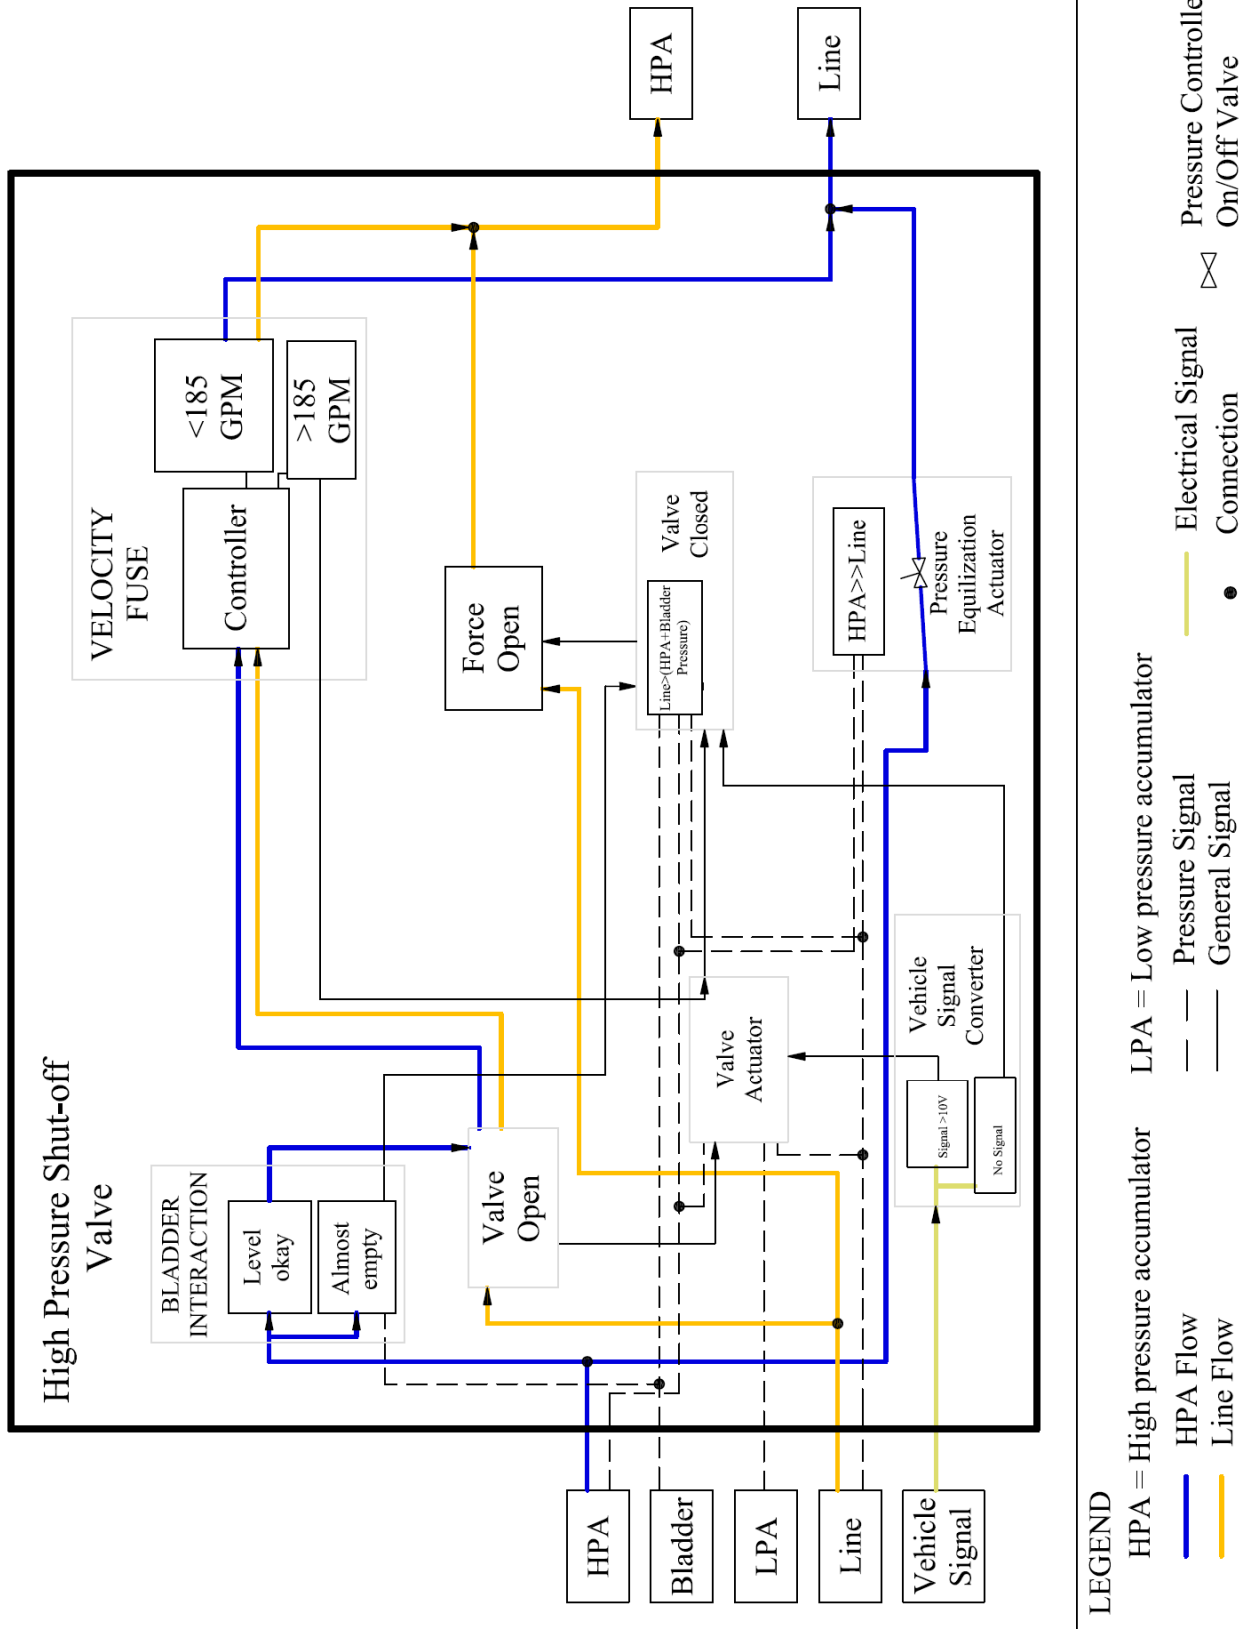 High Pressure Shut-off
Valve
BLADDER
INTERACTION
Level
okay
Almost
empty
Valve
Open
VELOCITY
FUSE
Controller
<185
GPM
>185
GPM
Force
Open
Valve
Closed
Line>(HPA+Bladder
Pressure)
HPA>>Line
Pressure
Equilization
Actuator
Valve
Actuator
Vehicle
Signal
Converter
Signal >10V
No Signal
HPA
Bladder
LPA
Line
Vehicle
Signal
HPA
Line
LEGEND
HPA = High pressure accumulator
LPA = Low pressure accumulator
HPA Flow
Line Flow
Pressure Signal
General Signal
Electrical Signal
Connection
Pressure Controlle
On/Off Valve